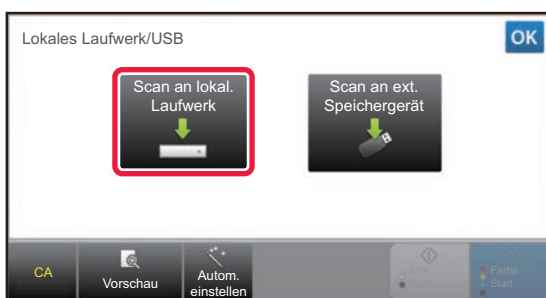 Lokales Laufwerk/USB
OK
Scan an lokal.
Laufwerk
Scan an ext.
Speichergerät
CA
Vorschau
Autom.
einstellen
S/W
Start
Farbe
Start